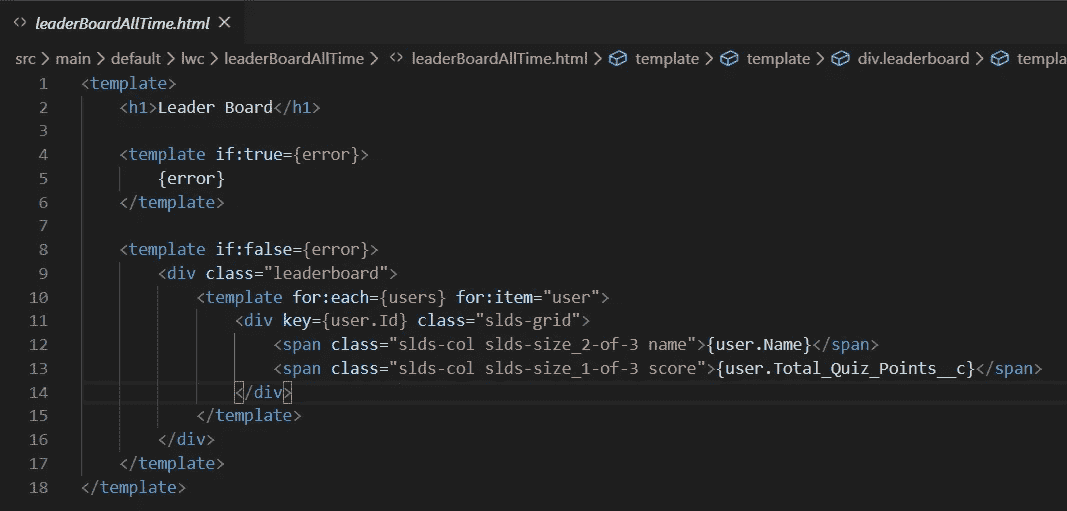 <> leaderBoardAllTime.html ×
src > main > default > lwc > leaderBoardAllTime > <> leaderBoardAllTime.html > template > template > div.leaderboard > templa
1 <template>
2     <h1>Leader Board</h1>
3
4     <template if:true={error}>
5         {error}
6     </template>
7
8     <template if:false={error}>
9         <div class="leaderboard">
10             <template for:each={users} for:item="user">
11                 <div key={user.Id} class="slds-grid">
12                     <span class="slds-col slds-size_2-of-3 name">{user.Name}</span>
13                     <span class="slds-col slds-size_1-of-3 score">{user.Total_Quiz_Points__c}</span>
14                 </div>
15             </template>
16         </div>
17     </template>
18 </template>